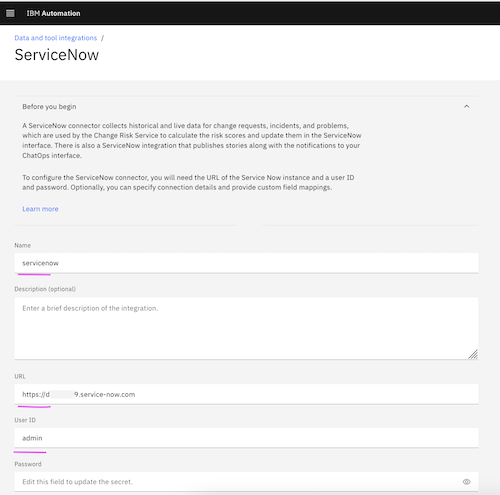 IBM Automation
Data and tool integrations /
ServiceNow
Before you begin
A ServiceNow connector collects historical and live data for change requests, incidents, and problems,
which are used by the Change Risk Service to calculate the risk scores and update them in the ServiceNow
interface. There is also a ServiceNow integration that publishes stories along with the notifications to your
ChatOps interface.
To configure the ServiceNow connector, you will need the URL of the Service Now instance and a user ID
and password. Optionally, you can specify connection details and provide custom field mappings.
Learn more
Name
servicenow
Description (optional)
Enter a brief description of the integration.
URL
https://d 9.service-now.com
User ID
admin
Password
Edit this field to update the secret.